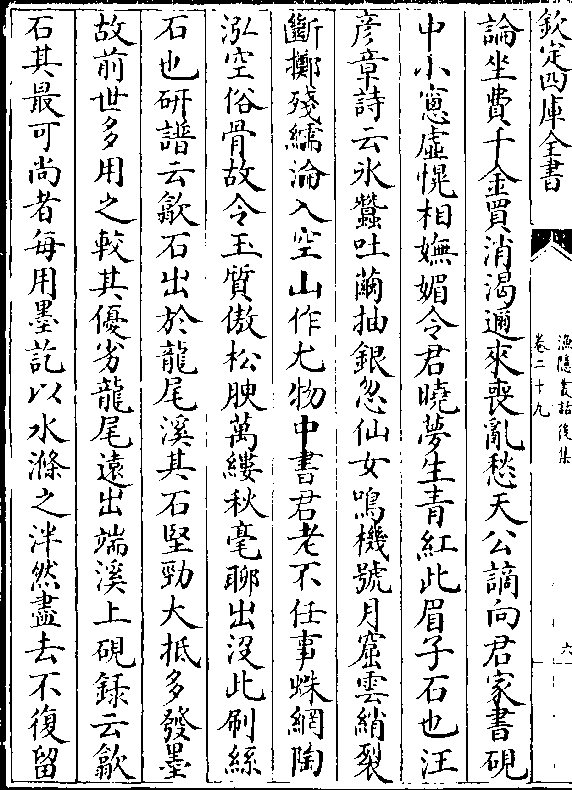 欽定四庫全書
漁隱叢話後集
卷二十九
六
論坐費千金買消渴邇來喪亂愁天公謫向君家書硯
中小窓虛幌相嫵媚令君曉夢生青紅此眉子石也汪
彦章詩云氷蠶吐繭抽銀忽仙女鳴機號月窟雲綃裂
斷擲殘繻淪入空山作尤物中書君老不任事蛛網陶
泓空俗骨故令玉質傲松腴萬縷秋毫聊出沒此刷絲
石也研譜云歙石出於龍尾溪其石堅勁大抵多發墨
故前世多用之較其優劣龍尾逺出端溪上硯録云歙
石其最可尚者每用墨訖以水滌之泮然盡去不復留